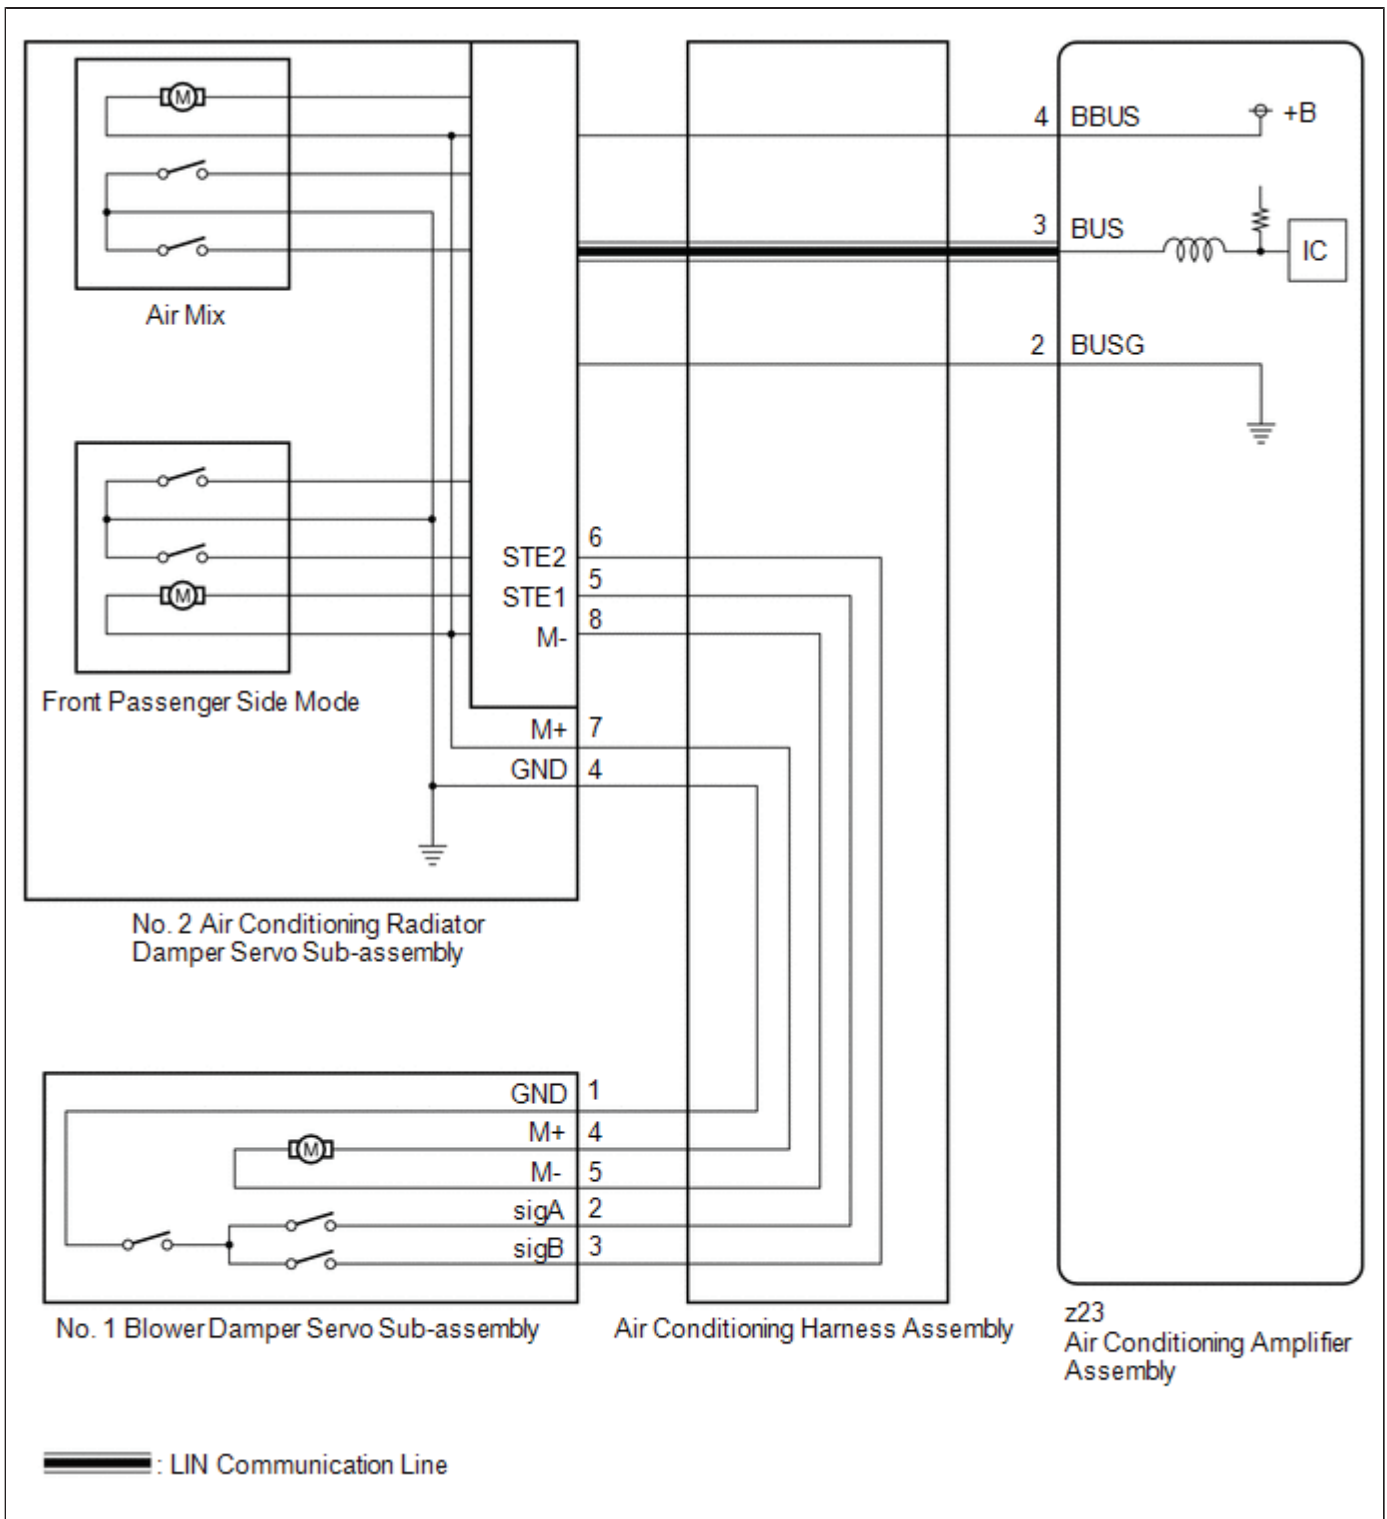 M
Air Mix
4 BBUS +B
3 BUS
IC
2 BUSG
M
Front Passenger Side Mode
STE2 6
STE1 5
M- 8
M+ 7
GND 4
No. 2 Air Conditioning Radiator
Damper Servo Sub-assembly
GND 1
M
M+ 4
M- 5
sigA 2
sigB 3
No. 1 Blower Damper Servo Sub-assembly
Air Conditioning Harness Assembly
z23
Air Conditioning Amplifier
Assembly
: LIN Communication Line